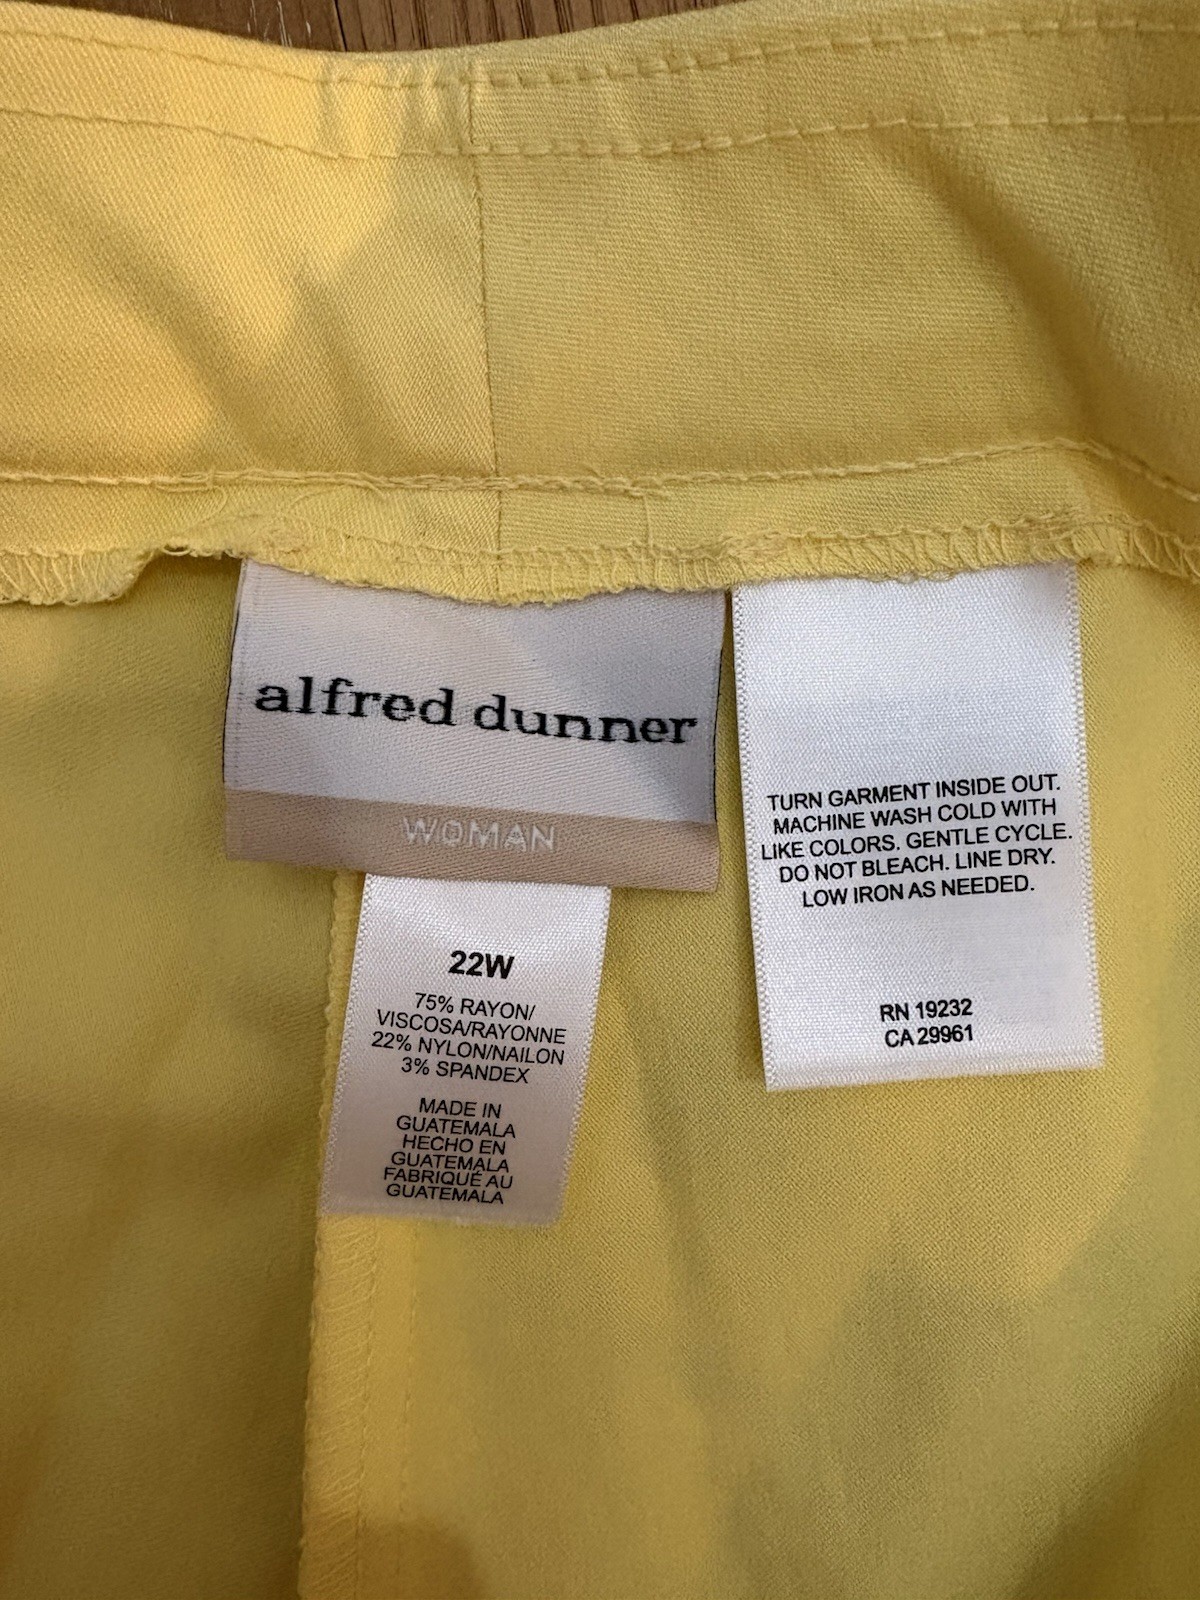 alfred dunner
WOMAN
22W
75% RAYON/
VISCOSA/RAYONNE
22% NYLON/NAILON
3% SPANDEX
MADE IN
GUATEMALA
HECHO EN
GUATEMALA
FABRIQUÉ AU
GUATEMALA
TURN GARMENT INSIDE OUT.
MACHINE WASH COLD WITH
LIKE COLORS. GENTLE CYCLE.
DO NOT BLEACH. LINE DRY.
LOW IRON AS NEEDED.
RN 19232
CA 29961